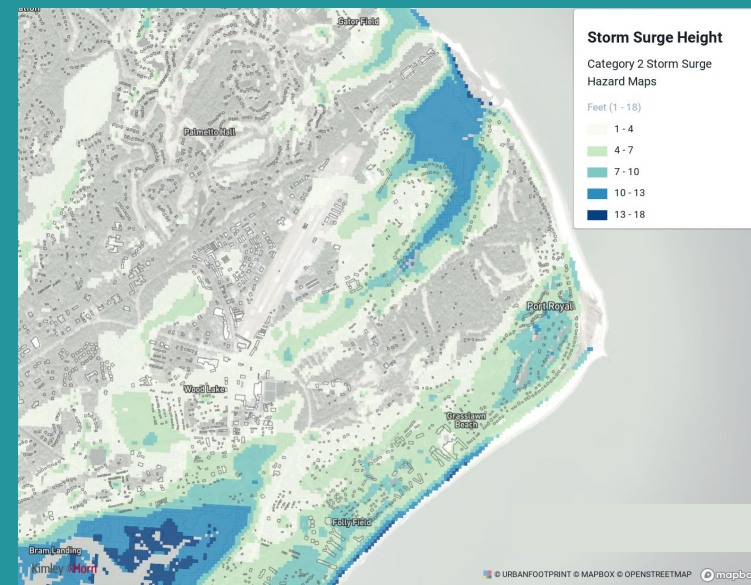 Gator Field
Storm Surge Height
Category 2 Storm Surge
Hazard Maps
Feet (1 - 18)
1 - 4
4 - 7
7 - 10
10 - 13
13 - 18
Palmetto Hall
Port Royal
Wood Lake
Grasslawn
Beach
Folly Field
Bram Landing
Kimley»Horn
© URBANFOOTPRINT © MAPBOX © OPENSTREETMAP